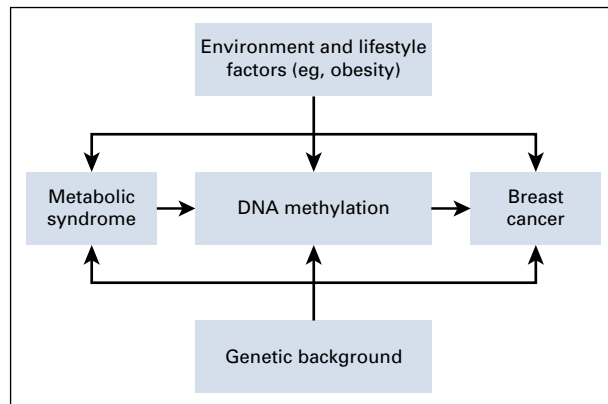 Environment and lifestyle
factors (eg, obesity)
Metabolic
syndrome
DNA methylation
Breast
cancer
Genetic background